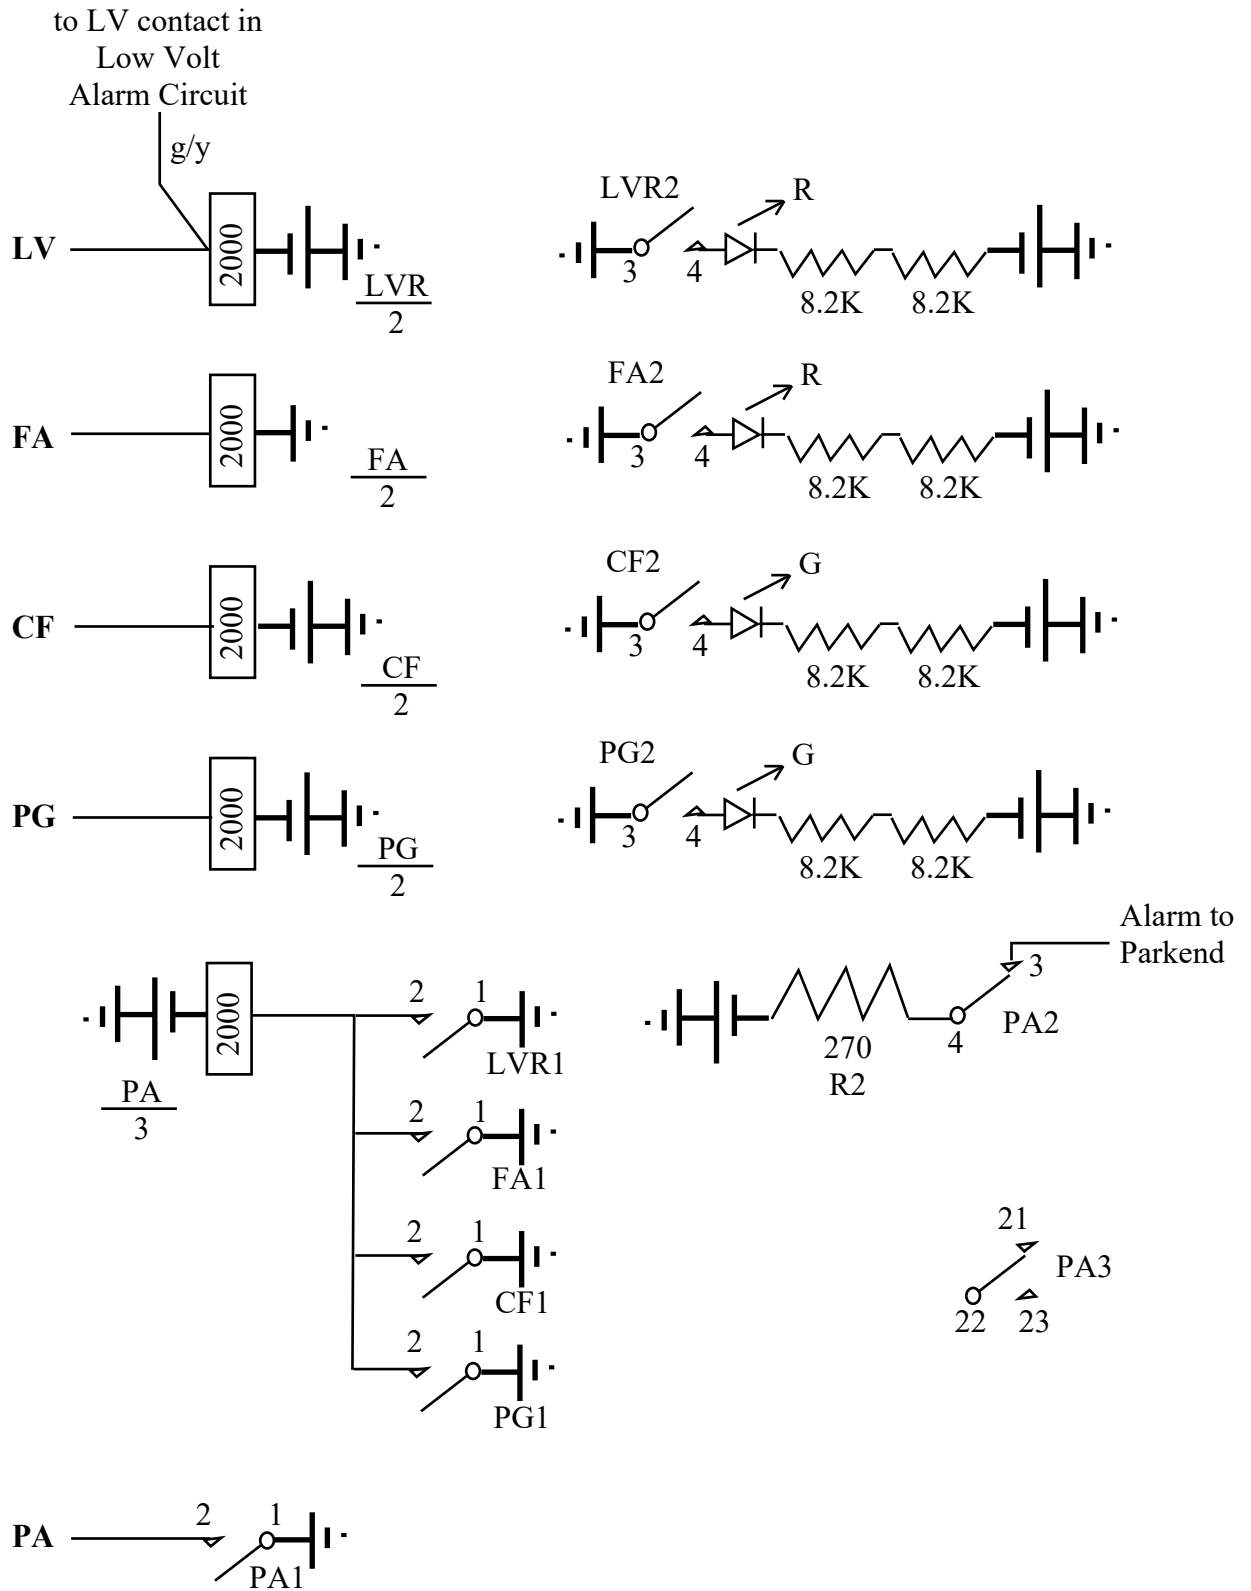 to LV contact in
Low Volt
Alarm Circuit
g/y
LV
2000
LVR
2
LVR2
R
3
4
8.2K
8.2K
FA
2000
FA
2
FA2
R
3
4
8.2K
8.2K
CF
2000
CF
2
CF2
G
3
4
8.2K
8.2K
PG
2000
PG
2
PG2
G
3
4
8.2K
8.2K
2000
PA
3
2
1
LVR1
2
1
FA1
2
1
CF1
2
1
PG1
Alarm to
Parkend
3
PA2
4
270
R2
21
PA3
22
23
PA
2
1
PA1